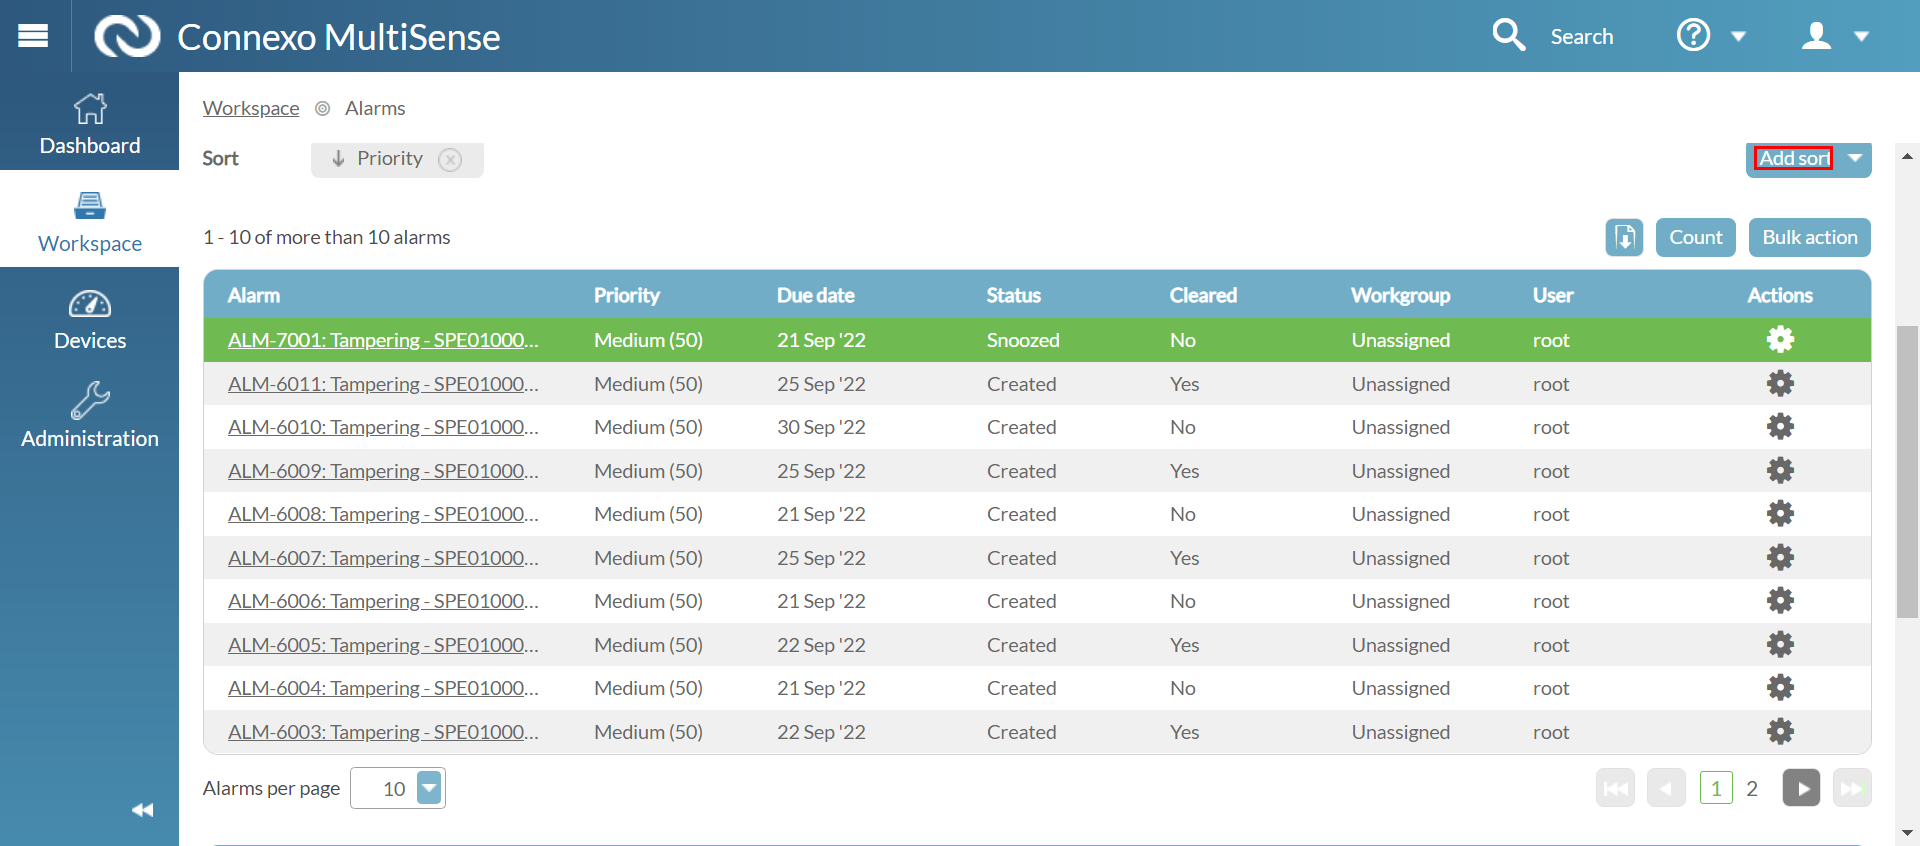 Connexo MultiSense
Search
Dashboard
Workspace
Devices
Administration
Workspace Alarms
Sort Priority Add sort
1 - 10 of more than 10 alarms Count Bulk action
Alarm Priority Due date Status Cleared Workgroup User Actions
ALM-7001: Tampering - SPE01000... Medium (50) 21 Sep '22 Snoozed No Unassigned root
ALM-6011: Tampering - SPE01000... Medium (50) 25 Sep '22 Created Yes Unassigned root
ALM-6010: Tampering - SPE01000... Medium (50) 30 Sep '22 Created No Unassigned root
ALM-6009: Tampering - SPE01000... Medium (50) 25 Sep '22 Created Yes Unassigned root
ALM-6008: Tampering - SPE01000... Medium (50) 21 Sep '22 Created No Unassigned root
ALM-6007: Tampering - SPE01000... Medium (50) 25 Sep '22 Created Yes Unassigned root
ALM-6006: Tampering - SPE01000... Medium (50) 21 Sep '22 Created No Unassigned root
ALM-6005: Tampering - SPE01000... Medium (50) 22 Sep '22 Created Yes Unassigned root
ALM-6004: Tampering - SPE01000... Medium (50) 21 Sep '22 Created No Unassigned root
ALM-6003: Tampering - SPE01000... Medium (50) 22 Sep '22 Created Yes Unassigned root
Alarms per page 10 1 2